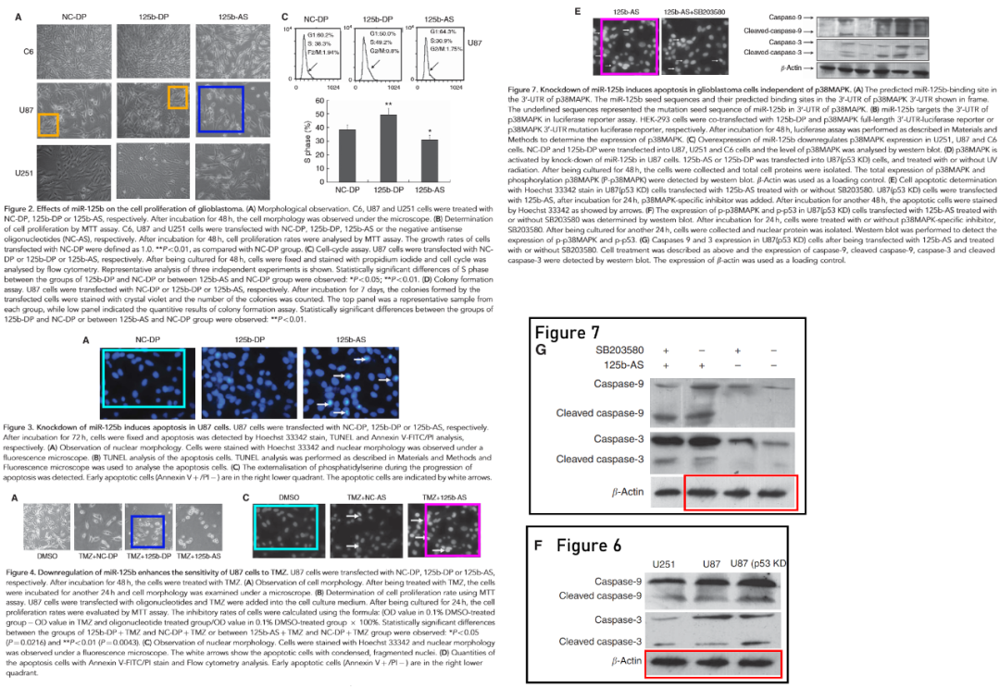 A
NC-DP 125b-DP 125b-AS
C6
U87
U251
C
NC-DP 125b-DP 125b-AS
G1:60.2%
S: 38.3%
F2/M:1.94%
G1:50.0%
S:49.2%
G2/M:0.8%
G1:64.3%
S:30.9%
G2/M:1.75%
U87
0 1024 0 1024 0 1024
S phase (%)
60
50
40
30
20
10
0
**
*
NC-DP 125b-DP 125b-AS
Figure 2. Effects of miR-125b on the cell proliferation of glioblastoma. (A) Morphological observation. C6, U87 and U251 cells were treated with
NC-DP, 125b-DP or 125b-AS, respectively. After incubation for 48 h, the cell morphology was observed under the microscope. (B) Determination
of cell proliferation by MTT assay. C6, U87 and U251 cells were transfected with NC-DP, 125b-DP, 125b-AS or the negative antisense
oligonucleotides (NC-AS), respectively. After incubation for 48 h, cell proliferation rates were analysed by MTT assay. The growth rates of cells
transfected with NC-DP were defined as 1.0. **P<0.01, as compared with NC-DP group. (C) Cell-cycle assay. U87 cells were transfected with NC-
DP or 125b-DP or 125b-AS, respectively. After being cultured for 48 h, cells were fixed and stained with propidium iodide and cell cycle was
analysed by flow cytometry. Representative analysis of three independent experiments is shown. Statistically significant differences of S phase
between the groups of 125b-DP and NC-DP or between 125b-AS and NC-DP group were observed: *P<0.05; **P<0.01. (D) Colony formation
assay. U87 cells were transfected with NC-DP or 125b-DP or 125b-AS, respectively. After incubation for 7 days, the colonies formed by the
transfected cells were stained with crystal violet and the number of the colonies was counted. The top panel was a representative sample from
each group, while low panel indicated the quantitive results of colony formation assay. Statistically significant differences between the groups of
125b-DP and NC-DP or between 125b-AS and NC-DP group were observed: **P<0.01.
A
NC-DP 125b-DP 125b-AS
Figure 3. Knockdown of miR-125b induces apoptosis in U87 cells. U87 cells were transfected with NC-DP, 125b-DP or 125b-AS, respectively.
After incubation for 72 h, cells were fixed and apoptosis was detected by Hoechst 33342 stain, TUNEL and Annexin V-FITC/PI analysis,
respectively. (A) Observation of nuclear morphology. Cells were stained with Hoechst 33342 and nuclear morphology was observed under a
fluorescence microscope. (B) TUNEL analysis of the apoptosis cells. TUNEL analysis was performed as described in Materials and Methods and
Fluorescence microscope was used to analyse the apoptosis cells. (C) The externalisation of phosphatidylserine during the progression of
apoptosis was detected. Early apoptotic cells (Annexin V+/PI−) are in the right lower quadrant. The apoptotic cells are indicated by white arrows.
A
DMSO TMZ+NC-DP TMZ+125b-DP TMZ+125b-AS
C
DMSO TMZ+NC-AS TMZ+125b-AS
Figure 4. Downregulation of miR-125b enhances the sensitivity of U87 cells to TMZ. U87 cells were transfected with NC-DP, 125b-DP or 125b-AS,
respectively. After incubation for 48 h, the cells were treated with TMZ. (A) Observation of cell morphology. After being treated with TMZ, the cells
were incubated for another 24 h and cell morphology was examined under a microscope. (B) Determination of cell proliferation rate using MTT
assay. U87 cells were transfected with oligonucleotides and TMZ were added into the cell culture medium. After being cultured for 24 h, the cell
proliferation rates were evaluated by MTT assay. The inhibitory rates of cells were calculated using the formula: (OD value in 0.1% DMSO-treated
group − OD value in TMZ and oligonucleotide treated group/OD value in 0.1% DMSO-treated group × 100%. Statistically significant differences
between the groups of 125b-DP + TMZ and NC-DP + TMZ or between 125b-AS + TMZ and NC-DP + TMZ group were observed: *P<0.05
(P=0.0216) and **P<0.01 (P=0.0043). (C) Observation of nuclear morphology. Cells were stained with Hoechst 33342 and nuclear morphology
was observed under a fluorescence microscope. The white arrows show the apoptotic cells with condensed, fragmented nuclei. (D) Quantities of
the apoptosis cells with Annexin V-FITC/PI stain and Flow cytometry analysis. Early apoptotic cells (Annexin V+/PI−) are in the right lower
quadrant.
E
125b-AS 125b-AS+SB203580
Caspase-9
Cleaved-caspase-9
Caspase-3
Cleaved-caspase-3
β-Actin
Figure 7. Knockdown of miR-125b induces apoptosis in glioblastoma cells independent of p38MAPK. (A) The predicted miR-125b-binding site in
the 3′-UTR of p38MAPK. The miR-125b seed sequences and their predicted binding sites in the 3′-UTR of p38MAPK 3′-UTR shown in frame.
The underlined sequences represented the mutation seed sequence of miR-125b in 3′-UTR of p38MAPK. (B) miR-125b targets the 3′-UTR of
p38MAPK in luciferase reporter assay. HEK-293 cells were co-transfected with 125b-DP and p38MAPK full-length 3′-UTR-luciferase reporter or
p38MAPK 3′-UTR mutation luciferase reporter, respectively. After incubation for 48 h, luciferase assay was performed as described in Materials and
Methods to determine the expression of p38MAPK. (C) Overexpression of miR-125b downregulates p38MAPK expression in U251, U87 and C6
cells. NC-DP and 125b-DP were transfected into U87, U251 and C6 cells and the level of p38MAPK was analysed by western blot. (D) p38MAPK is
activated by knock-down of miR-125b in U87 cells. 125b-AS or 125b-DP was transfected into U87(p53 KD) cells, and treated with or without UV
radiation. After being cultured for 48 h, the cells were collected and total cell proteins were isolated. The total expression of p38MAPK and
phosphorylation p38MAPK (P-p38MAPK) were detected by western blot. β-Actin was used as a loading control. (E) Cell apoptotic determination
with Hoechst 33342 stain in U87(p53 KD) cells transfected with 125b-AS treated with or without SB203580. U87(p53 KD) cells were transfected
with 125b-AS, after incubation for 24 h, p38MAPK-specific inhibitor was added. After incubation for another 48 h, the apoptotic cells were stained
by Hoechst 33342 as showed by arrows. (F) The expression of p-p38MAPK and p-p53 in U87(p53 KD) cells transfected with 125b-AS treated with
or without SB203580 was determined by western blot. After incubation for 24 h, cells were treated with or without p38MAPK-specific inhibitor,
SB203580. After being cultured for another 24 h, cells were collected and nuclear protein was isolated. Western blot was performed to detect the
expression of p-p38MAPK and p-p53. (G) Caspases 9 and 3 expression in U87(p53 KD) cells after being transfected with 125b-AS and treated
with or without SB203580. Cell treatment was described as above and the expression of caspase-9, cleaved caspase-9, caspase-3 and cleaved
caspase-3 were detected by western blot. The expression of β-actin was used as a loading control.
Figure 7
G
SB203580 + − + −
125b-AS + + − −
Caspase-9
Cleaved caspase-9
Caspase-3
Cleaved caspase-3
β-Actin
F Figure 6
U251 U87 U87 (p53 KD
Caspase-9
Cleaved caspase-9
Caspase-3
Cleaved caspase-3
β-Actin